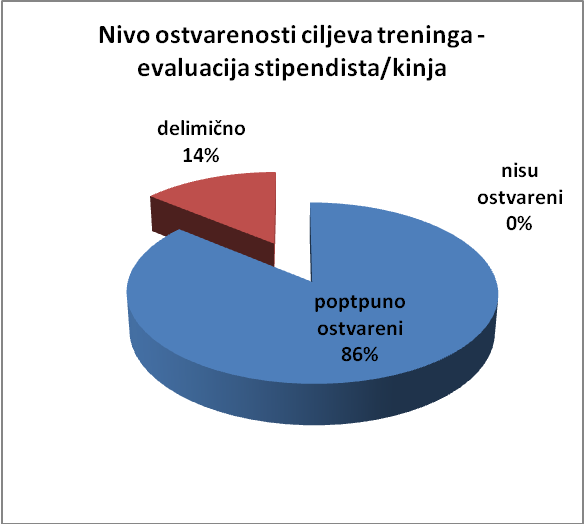 Nivo ostvarenosti ciljeva treninga -
evaluacija stipendista/kinja
delimično
14%
nisu
ostvareni
0%
poptpuno
ostvareni
86%